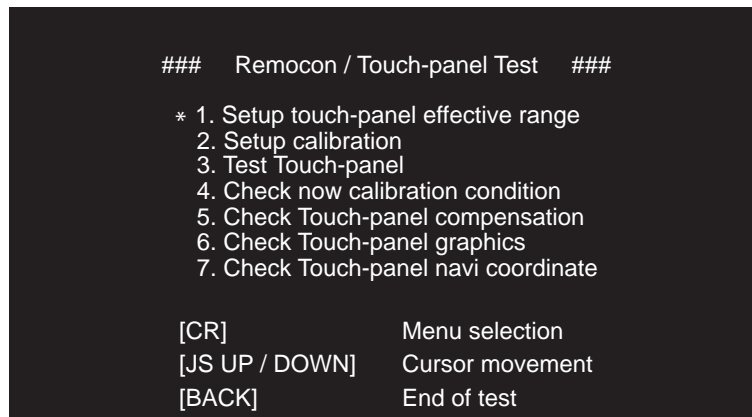 ### Remocon / Touch-panel Test ###
* 1. Setup touch-panel effective range
2. Setup calibration
3. Test Touch-panel
4. Check now calibration condition
5. Check Touch-panel compensation
6. Check Touch-panel graphics
7. Check Touch-panel navi coordinate
[CR] Menu selection
[JS UP / DOWN] Cursor movement
[BACK] End of test